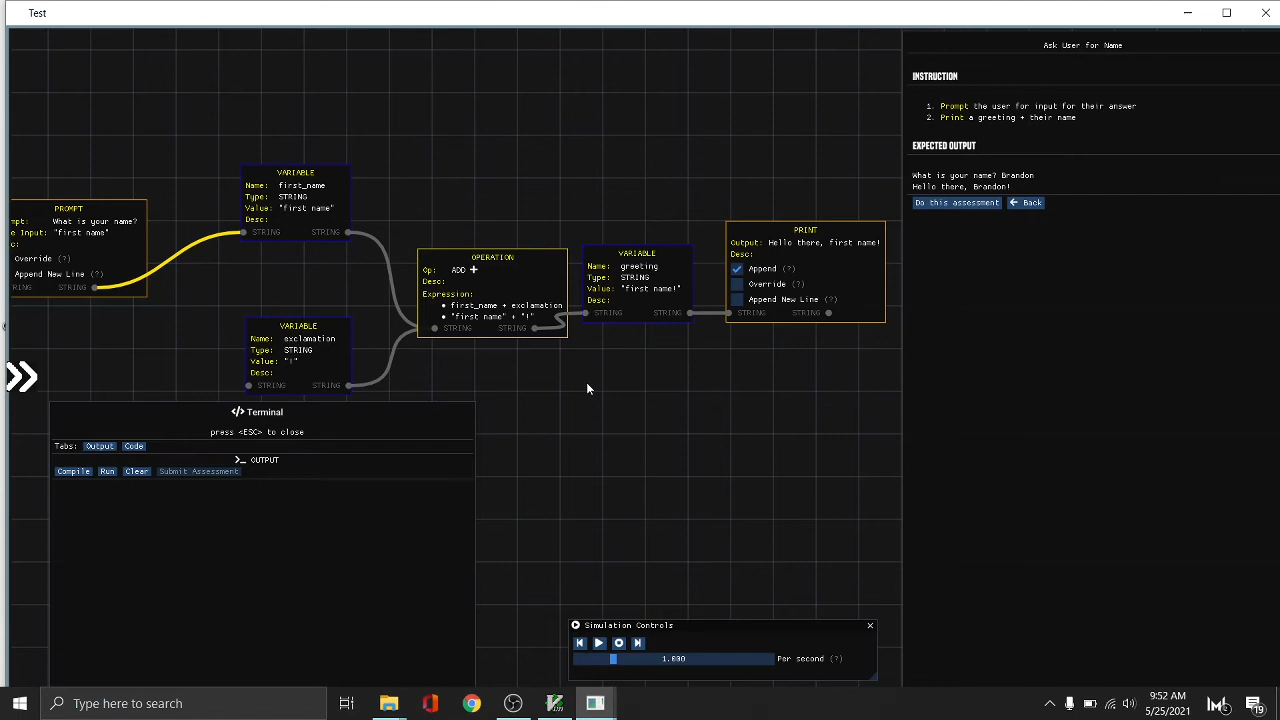 Test
PROMPT
mpt: What is your name?
e Input: "first name"
c:
Override (?)
Append New Line (?)
RING STRING
VARIABLE
Name: first_name
Type: STRING
Value: "first name"
Desc:
STRING STRING
VARIABLE
Name: exclamation
Type: STRING
Value: "!"
Desc:
STRING STRING
OPERATION
Op: ADD +
Desc:
Expression:
• first_name + exclamation
• "first name" + "!"
STRING STRING
VARIABLE
Name: greeting
Type: STRING
Value: "first name!"
Desc:
STRING STRING
PRINT
Output: Hello there, first name!
Desc:
Append (?)
Override (?)
Append New Line (?)
STRING STRING
</> Terminal
press <ESC> to close
Tabs: Output Code
>_ OUTPUT
Compile Run Clear Submit Assessment
Simulation Controls
1.000 Per second (?)
Ask User for Name
INSTRUCTION
1. Prompt the user for input for their answer
2. Print a greeting + their name
EXPECTED OUTPUT
What is your name? Brandon
Hello there, Brandon!
Do this assessment ← Back
Type here to search
9:52 AM
5/25/2021
19